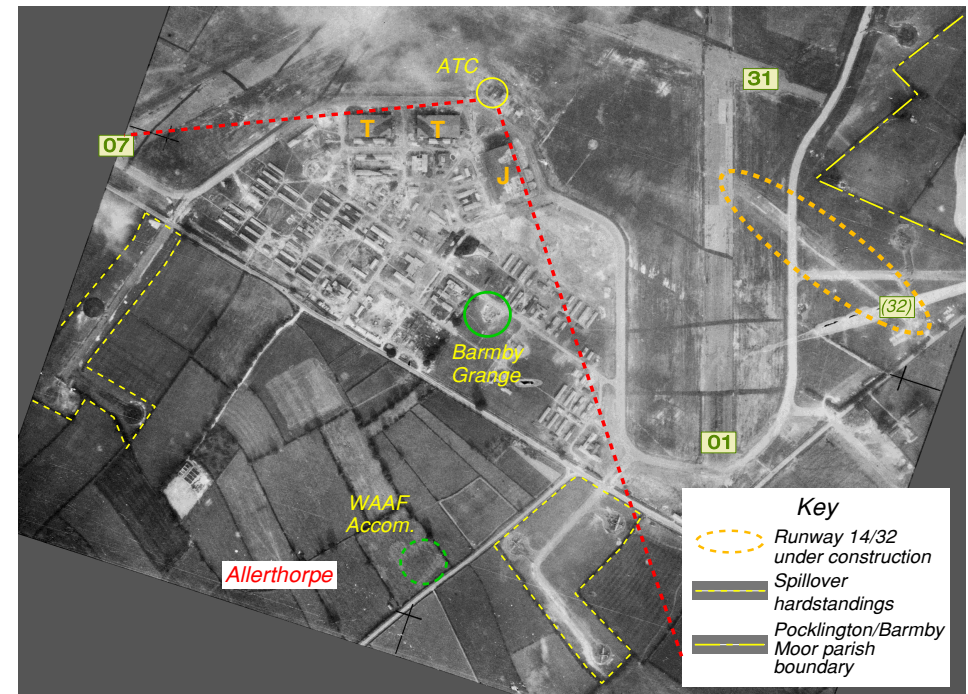 ATC
31
T
T
07
J
(32)
Barmby
Grange
01
WAAF
Accom.
Allerthorpe
Key
Runway 14/32
under construction
Spillover
hardstandings
Pocklington/Barmby
Moor parish
boundary